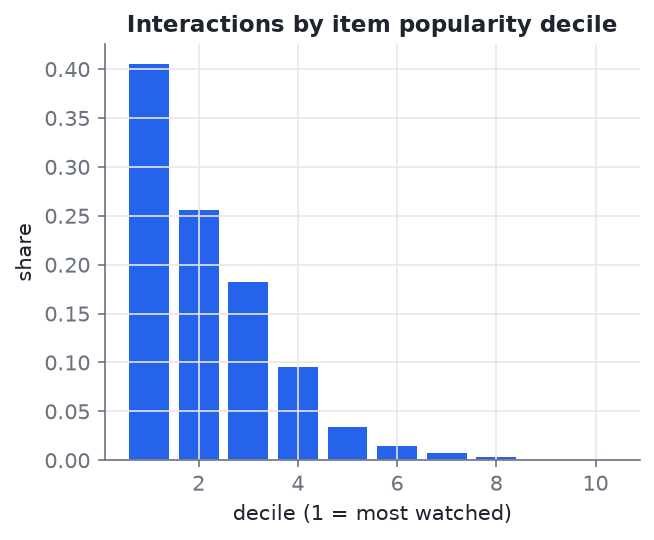 Interactions by item popularity decile
0.40
0.35
0.30
0.25
0.20
0.15
0.10
0.05
0.00
share
2 4 6 8 10
decile (1 = most watched)